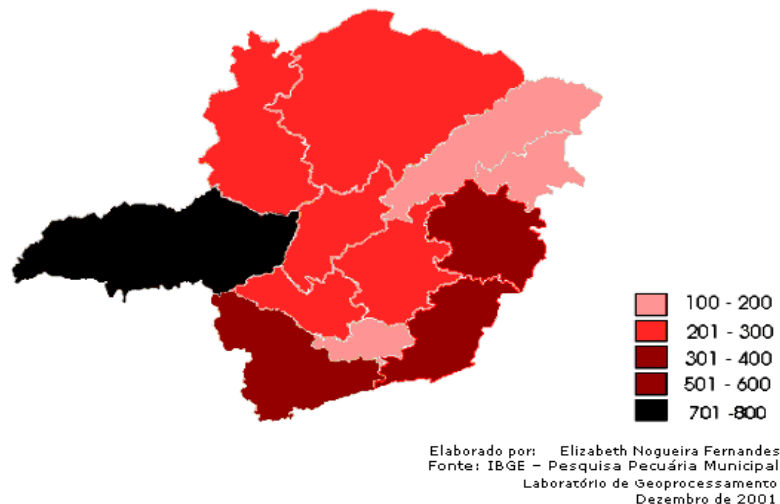 100 - 200
201 - 300
301 - 400
501 - 600
701 -800
Elaborado por: Elizabeth Nogueira Fernandes
Fonte: IBGE - Pesquisa Pecuária Municipal
Laboratório de Geoprocessamento
Dezembro de 2001